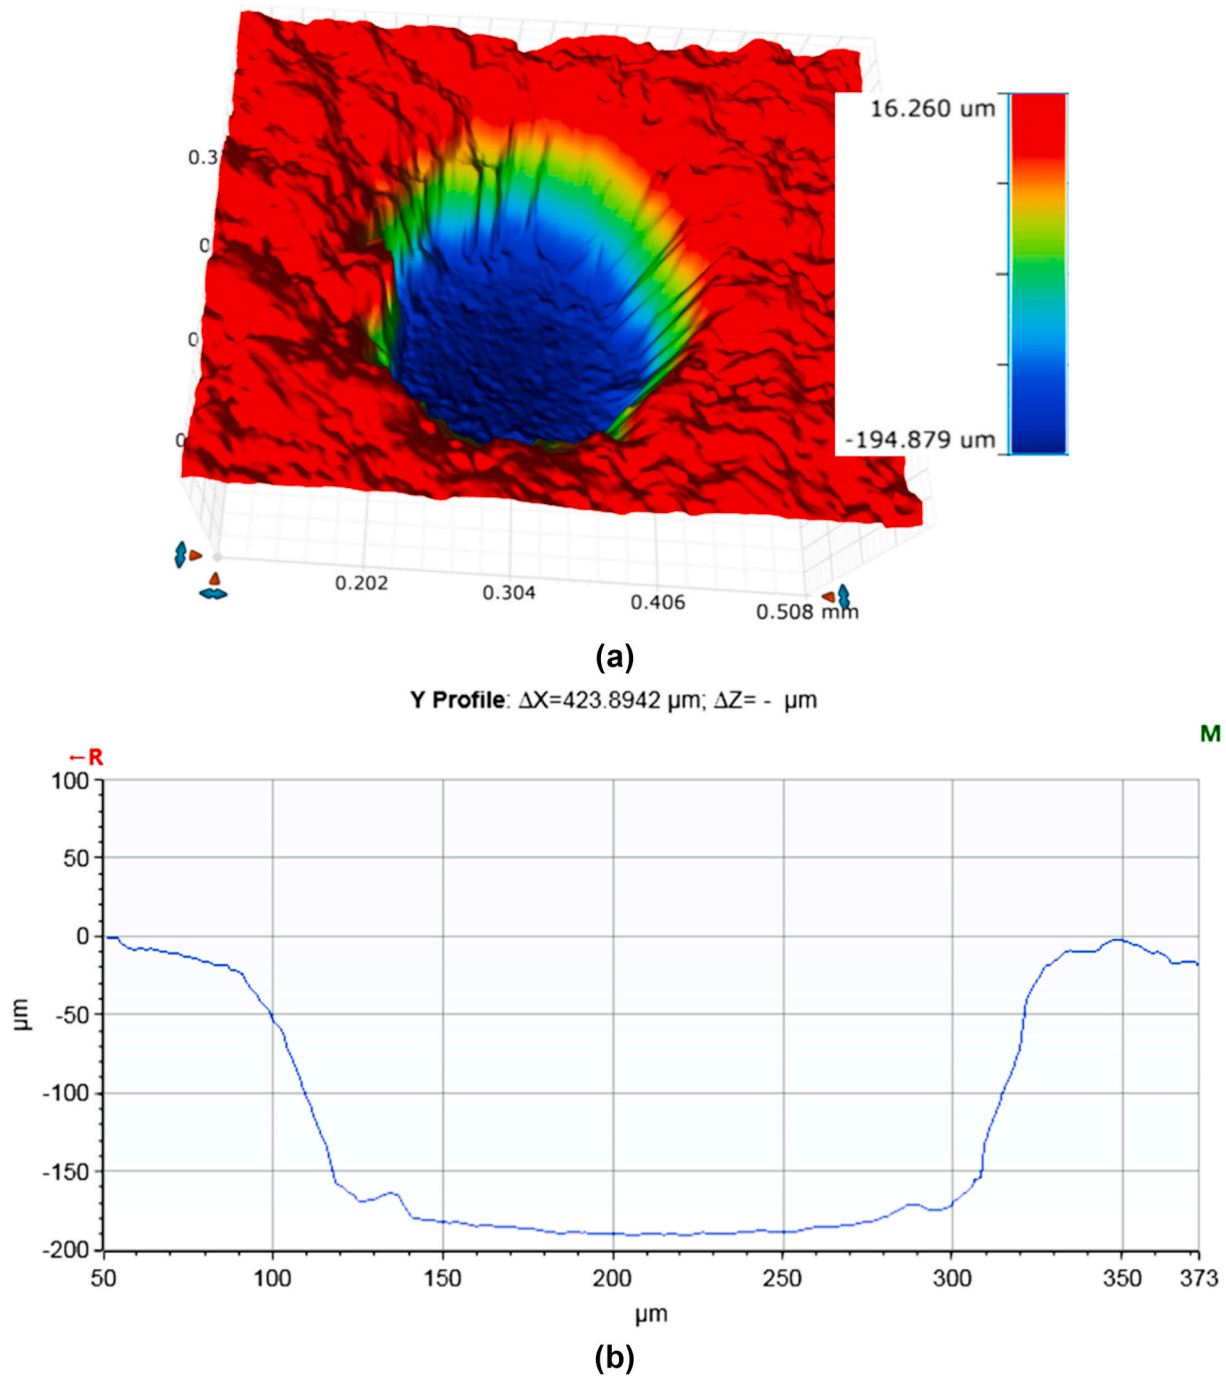 16.260 um
-194.879 um
0.3
0
0
0
0.202
0.304
0.406
0.508 mm
(a)
Y Profile: ΔX=423.8942 µm; ΔZ= - µm
M
←R
100
50
0
-50
-100
-150
-200
µm
50 100 150 200 250 300 350 373
µm
(b)